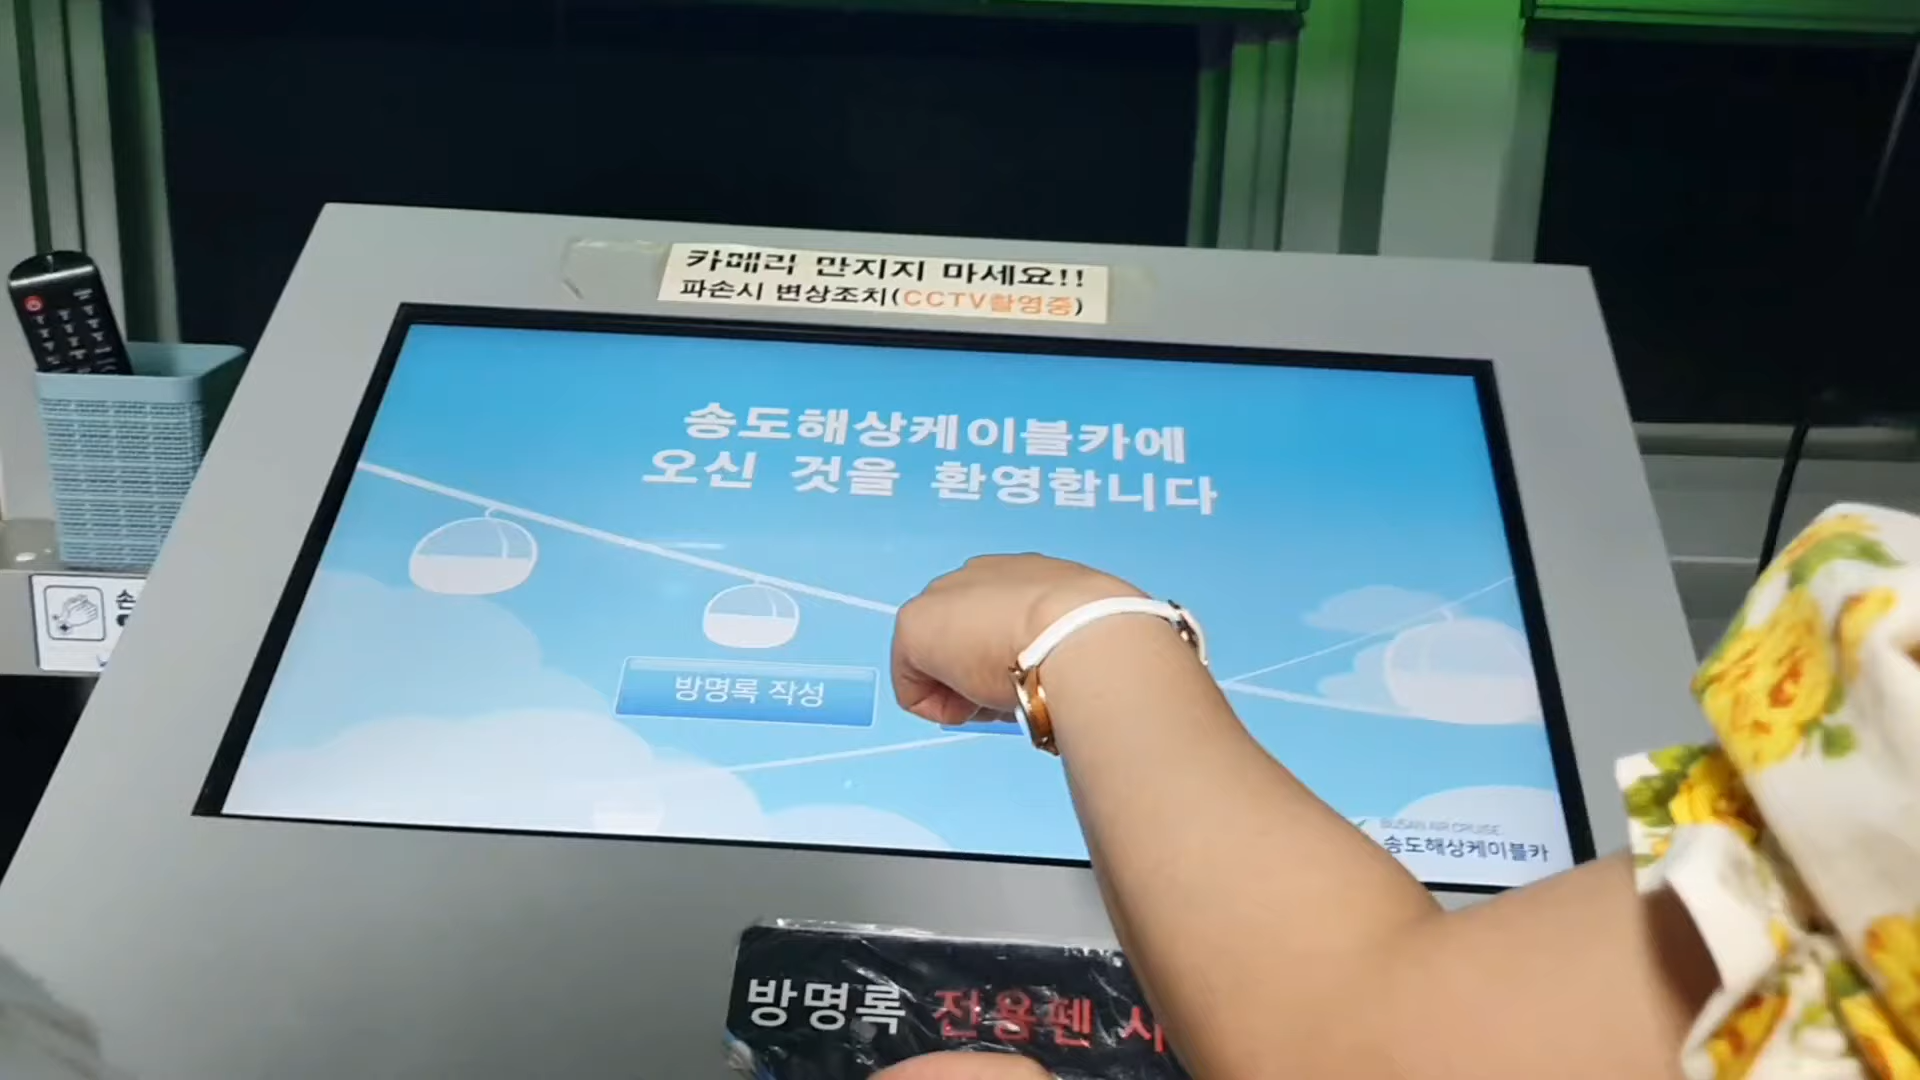 카메라 만지지 마세요!!
파손시 변상조치(CCTV촬영중)
송도해상케이블카에
오신 것을 환영합니다
방명록 작성
BUSAN AIR CRUISE
송도해상케이블카
손
방명록 전용펜